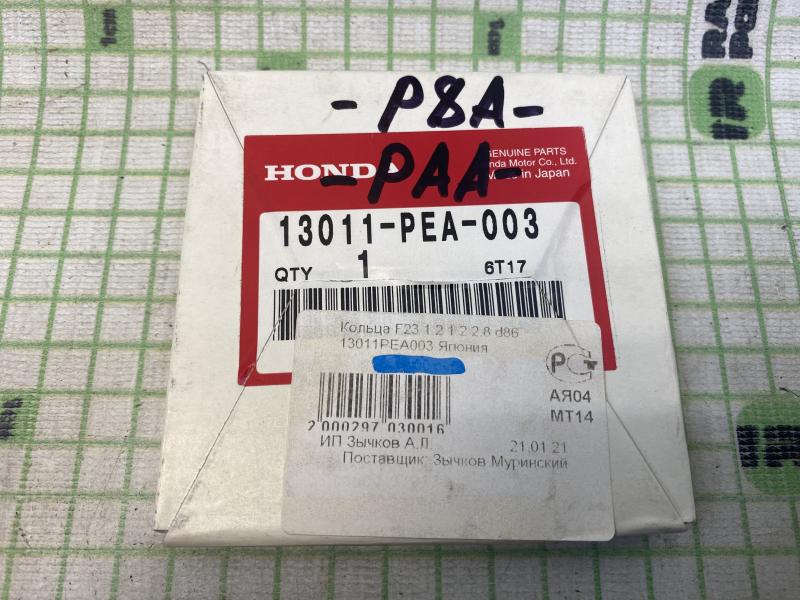 -P8A-
HONDA
GENUINE PARTS
Honda Motor Co., Ltd.
Made in Japan
-PAA-
13011-PEA-003
QTY 1 6T17
Кольца F23 1.2 1.2 2.8 d86
13011PEA003 Япония
РСТ
АЯ04
МТ14
2 000297 030016
ИП Зычков А.Л. 21.01.21
Поставщик: Зычков Муринский
IR